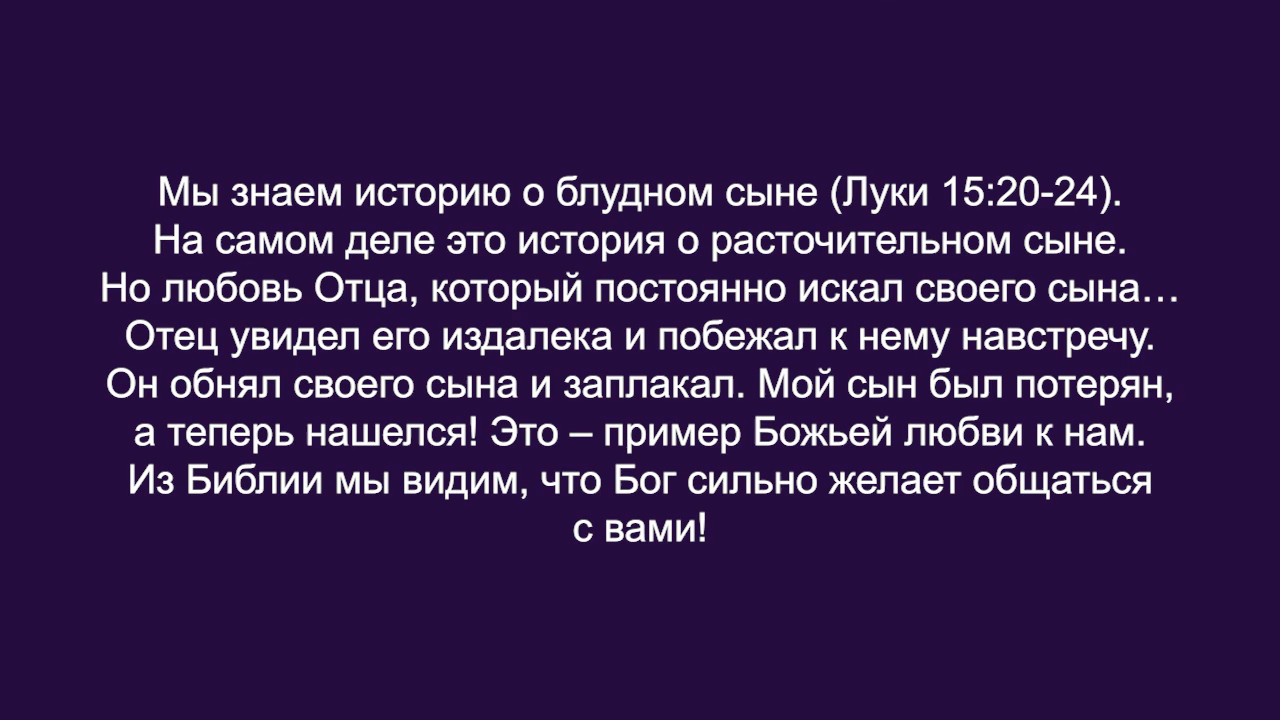 Мы знаем историю о блудном сыне (Луки 15:20-24).
На самом деле это история о расточительном сыне.
Но любовь Отца, который постоянно искал своего сына…
Отец увидел его издалека и побежал к нему навстречу.
Он обнял своего сына и заплакал. Мой сын был потерян,
а теперь нашелся! Это – пример Божьей любви к нам.
Из Библии мы видим, что Бог сильно желает общаться
с вами!